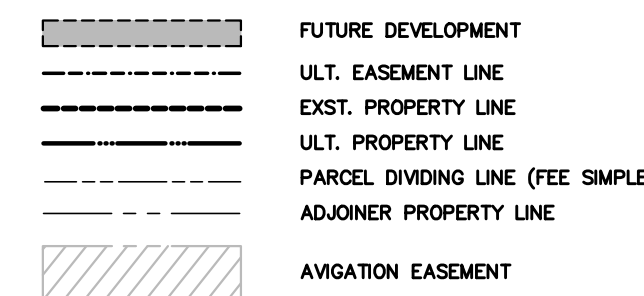 FUTURE DEVELOPMENT
ULT. EASEMENT LINE
EXST. PROPERTY LINE
ULT. PROPERTY LINE
PARCEL DIVIDING LINE (FEE SIMPLE
ADJOINER PROPERTY LINE
AVIGATION EASEMENT